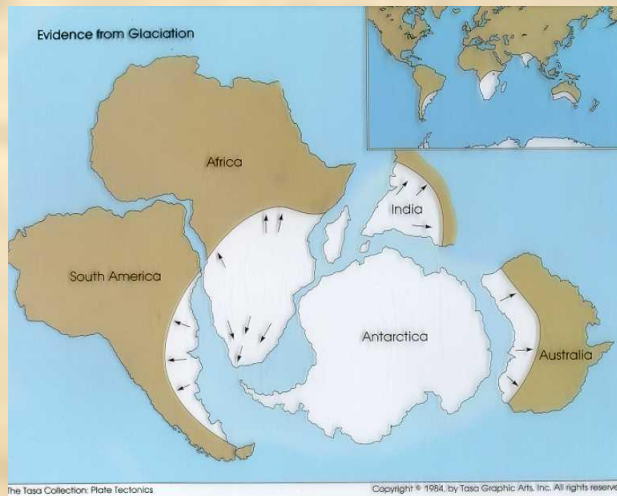 Evidence from Glaciation
Africa
India
South America
Antarctica
Australia
The Tasa Collection: Plate Tectonics
Copyright © 1984, by Tasa Graphic Arts, Inc. All rights reserve